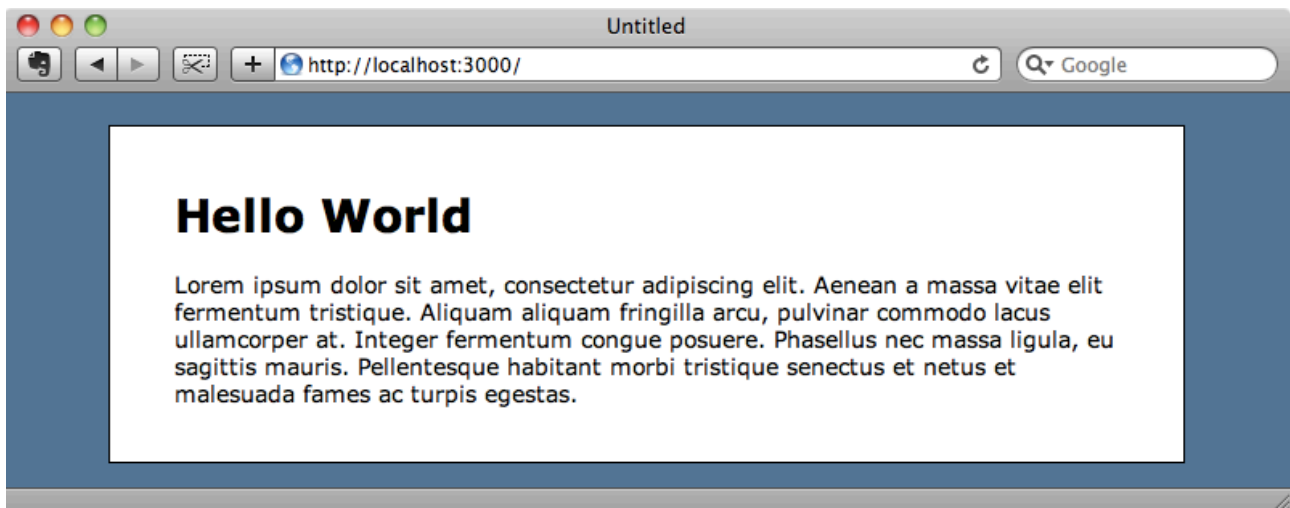 Untitled
http://localhost:3000/
Google
Hello World
Lorem ipsum dolor sit amet, consectetur adipiscing elit. Aenean a massa vitae elit
fermentum tristique. Aliquam aliquam fringilla arcu, pulvinar commodo lacus
ullamcorper at. Integer fermentum congue posuere. Phasellus nec massa ligula, eu
sagittis mauris. Pellentesque habitant morbi tristique senectus et netus et
malesuada fames ac turpis egestas.